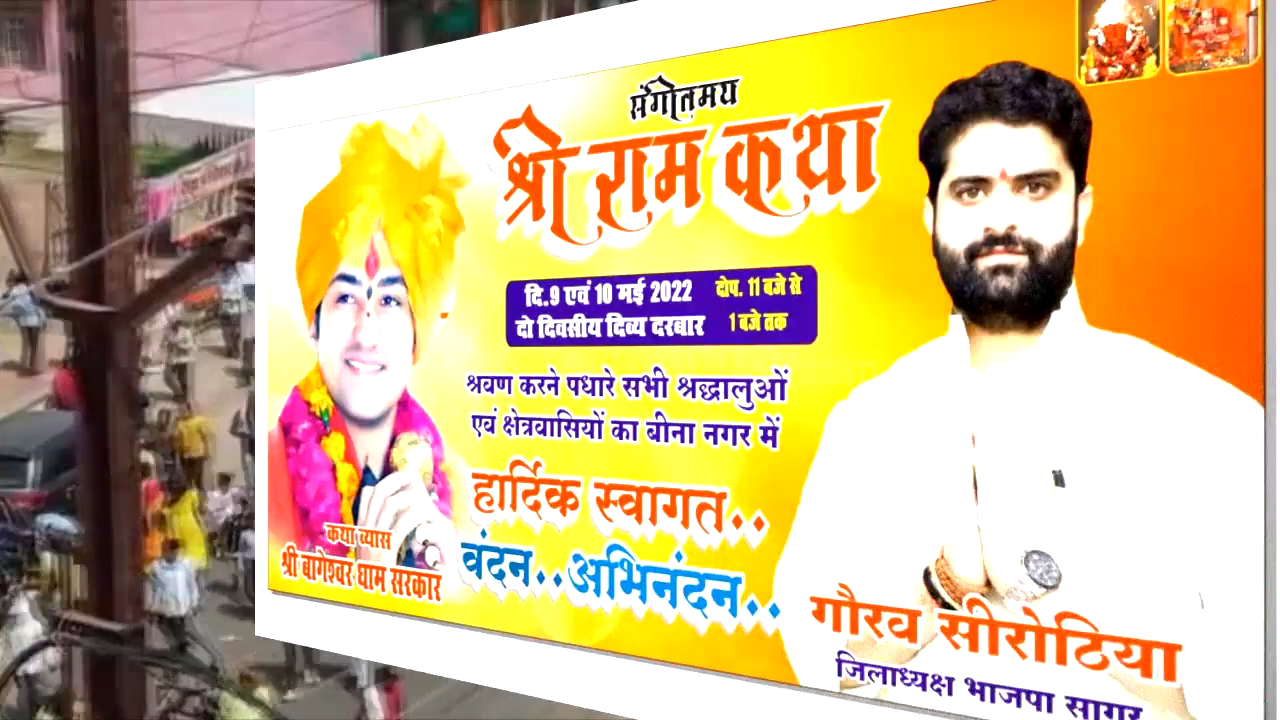 संगीतमय
श्री राम कथा
दि.9 एवं 10 मई 2022 दोप. 11 बजे से
दो दिवसीय दिव्य दरबार 1 बजे तक
श्रवण करने पधारे सभी श्रद्धालुओं
एवं क्षेत्रवासियों का बीना नगर में
हार्दिक स्वागत..
वंदन..अभिनंदन..
कथा व्यास
श्री बागेश्वर धाम सरकार
गौरव सीरोठिया
जिलाध्यक्ष भाजपा सागर